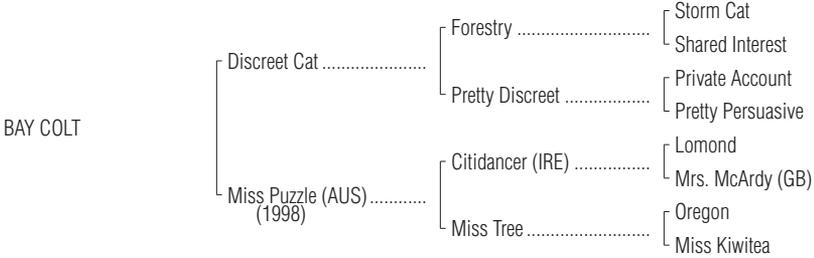 Storm Cat
Forestry ..........................
Shared Interest
Discreet Cat .....................
Private Account
Pretty Discreet .................
Pretty Persuasive
BAY COLT
Lomond
Citidancer (IRE) ...............
Mrs. McArdy (GB)
Miss Puzzle (AUS) ...........
(1998)
Oregon
Miss Tree ........................
Miss Kiwitea